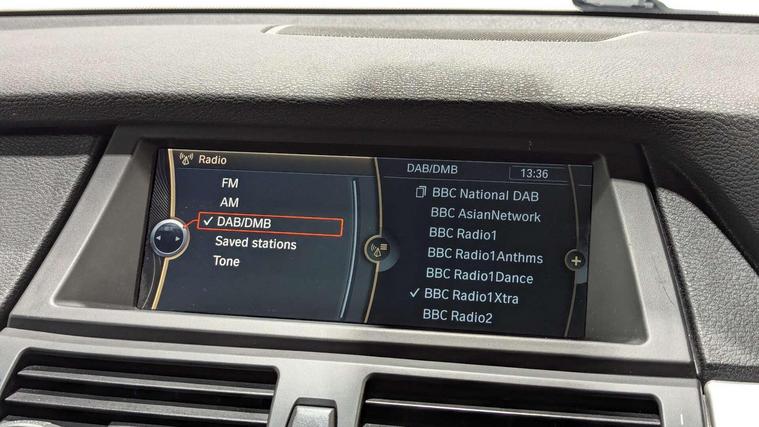 Radio
FM
AM
DAB/DMB
Saved stations
Tone
DAB/DMB
13:36
BBC National DAB
BBC AsianNetwork
BBC Radio1
BBC Radio1Anthms
BBC Radio1Dance
BBC Radio1Xtra
BBC Radio2